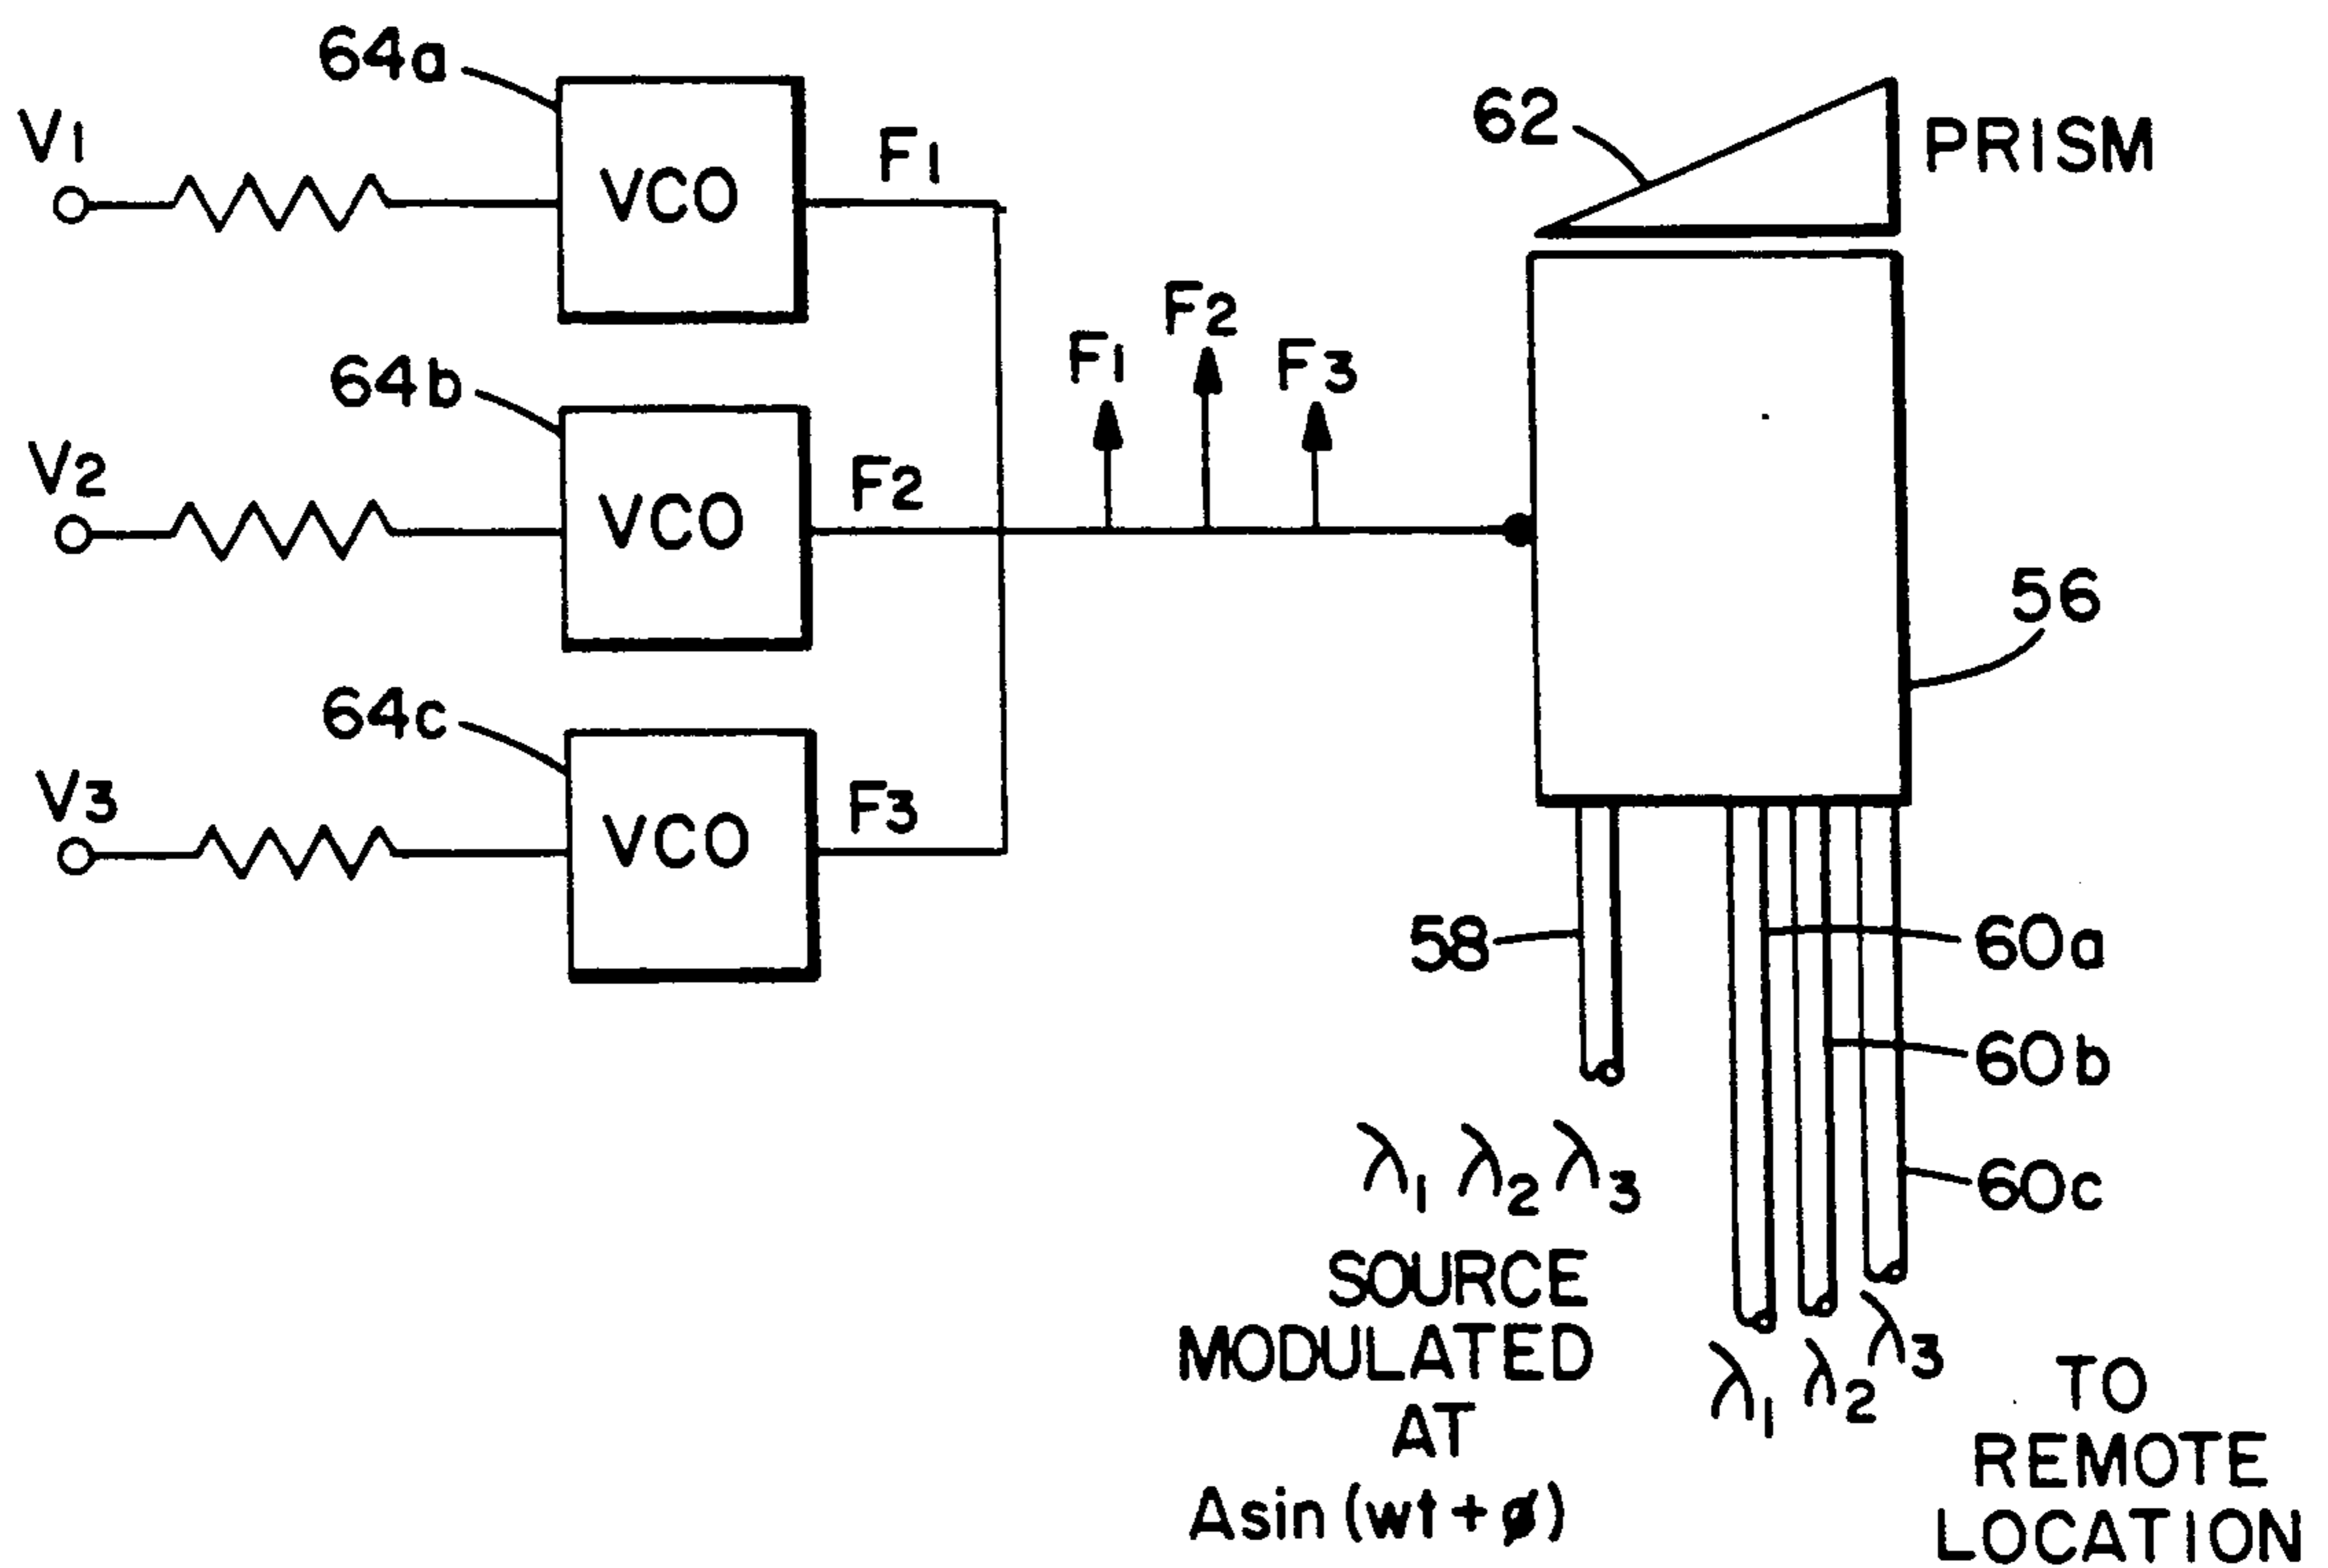 64a
V1
VCO
F1
62
PRISM
F1
F2
F3
64b
V2
VCO
F2
56
64c
V3
VCO
F3
58
60a
60b
60c
λ1 λ2 λ3
SOURCE
MODULATED
AT
Asin (wt + ø)
λ1 λ2 λ3
TO
REMOTE
LOCATION